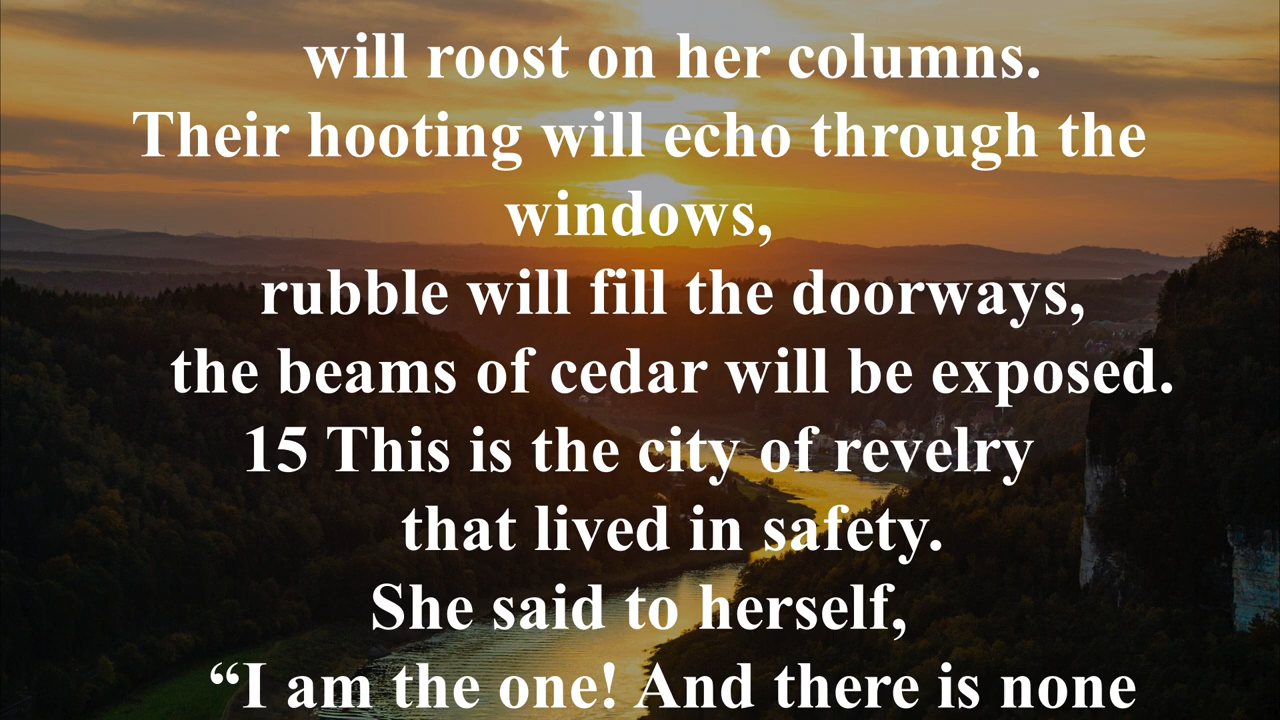 will roost on her columns.
Their hooting will echo through the
windows,
rubble will fill the doorways,
the beams of cedar will be exposed.
15 This is the city of revelry
that lived in safety.
She said to herself,
“I am the one! And there is none